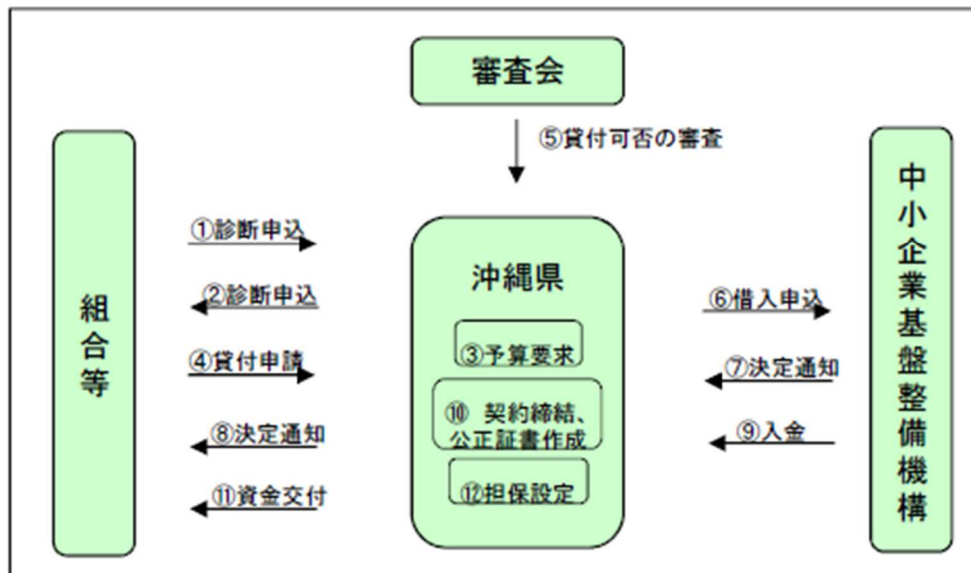 審査会
⑤貸付可否の審査
組合等
①診断申込
②診断申込
④貸付申請
⑧決定通知
⑪資金交付
沖縄県
③予算要求
⑩ 契約締結、
公正証書作成
⑫担保設定
⑥借入申込
⑦決定通知
⑨入金
中小企業基盤整備機構